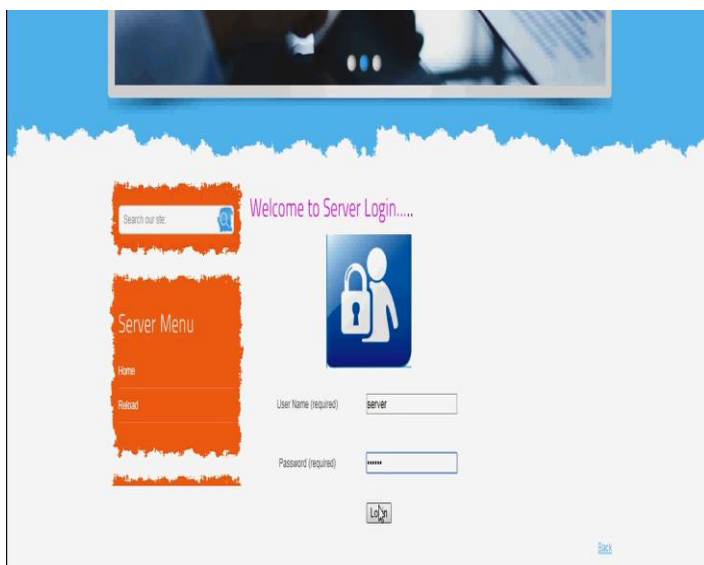 Search our site:
Welcome to Server Login.....
Server Menu
Home
Reload
User Name (required)
server
Password (required)
••••••
Login
Back